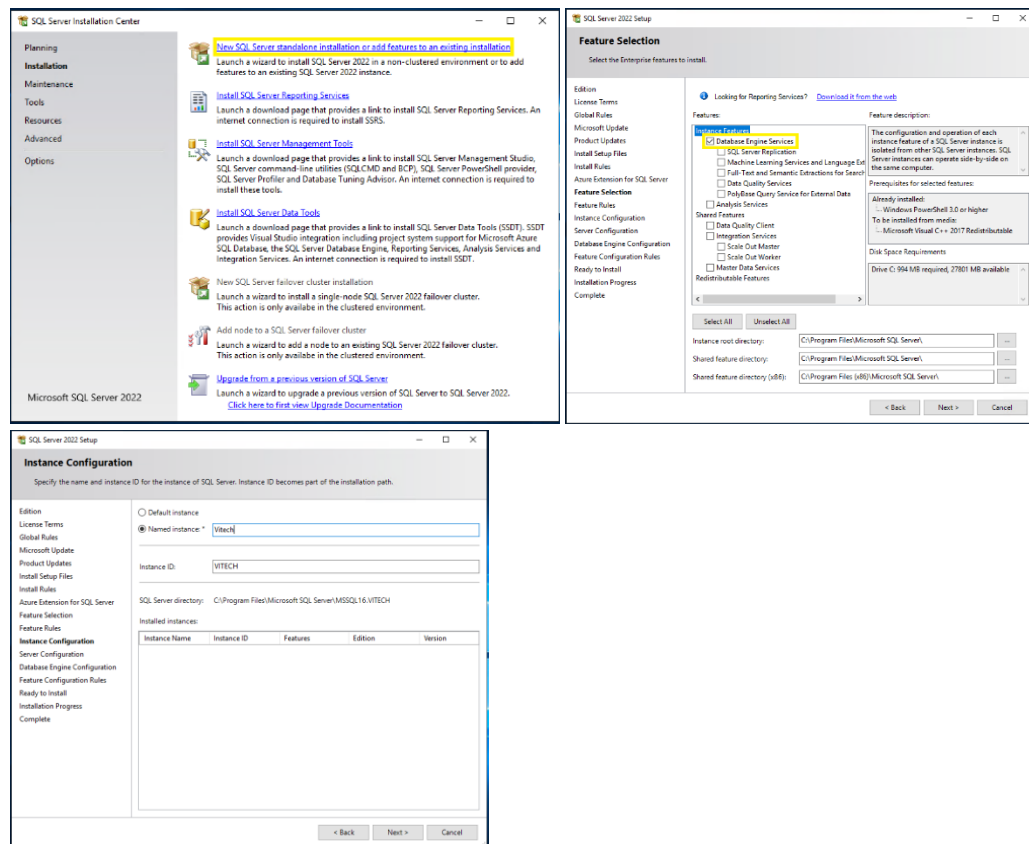 SQL Server Installation Center
Planning
Installation
Maintenance
Tools
Resources
Advanced
Options
Microsoft SQL Server 2022
New SQL Server standalone installation or add features to an existing installation
Launch a wizard to install SQL Server 2022 in a non-clustered environment or to add
features to an existing SQL Server 2022 instance.
Install SQL Server Reporting Services
Launch a download page that provides a link to install SQL Server Reporting Services. An
internet connection is required to install SSRS.
Install SQL Server Management Tools
Launch a download page that provides a link to install SQL Server Management Studio,
SQL Server command-line utilities (SQLCMD and BCP), SQL Server PowerShell provider,
SQL Server Profiler and Database Tuning Advisor. An internet connection is required to
install these tools.
Install SQL Server Data Tools
Launch a download page that provides a link to install SQL Server Data Tools (SSDT). SSDT
provides Visual Studio integration including project system support for Microsoft Azure
SQL Database, the SQL Server Database Engine, Reporting Services, Analysis Services and
Integration Services. An internet connection is required to install SSDT.
New SQL Server failover cluster installation
Launch a wizard to install a single-node SQL Server 2022 failover cluster.
This action is only availabe in the clustered environment.
Add node to a SQL Server failover cluster
Launch a wizard to add a node to an existing SQL Server 2022 failover cluster.
This action is only availabe in the clustered environment.
Upgrade from a previous version of SQL Server
Launch a wizard to upgrade a previous version of SQL Server to SQL Server 2022.
Click here to first view Upgrade Documentation
SQL Server 2022 Setup
Feature Selection
Select the Enterprise features to install.
Edition
License Terms
Global Rules
Microsoft Update
Product Updates
Install Setup Files
Install Rules
Azure Extension for SQL Server
Feature Selection
Feature Rules
Instance Configuration
Server Configuration
Database Engine Configuration
Feature Configuration Rules
Ready to Install
Installation Progress
Complete
Looking for Reporting Services? Download it from the web
Features:
Instance Features
Database Engine Services
SQL Server Replication
Machine Learning Services and Language Ext
Full-Text and Semantic Extractions for Search
Data Quality Services
PolyBase Query Service for External Data
Analysis Services
Shared Features
Data Quality Client
Integration Services
Scale Out Master
Scale Out Worker
Master Data Services
Redistributable Features
Feature description:
The configuration and operation of each
instance feature of a SQL Server instance is
isolated from other SQL Server instances. SQL
Server instances can operate side-by-side on
the same computer.
Prerequisites for selected features:
Already installed:
Windows PowerShell 3.0 or higher
To be installed from media:
Microsoft Visual C++ 2017 Redistributable
Disk Space Requirements
Drive C: 994 MB required, 27801 MB available
Select All Unselect All
Instance root directory: C:\Program Files\Microsoft SQL Server\ ...
Shared feature directory: C:\Program Files\Microsoft SQL Server\ ...
Shared feature directory (x86): C:\Program Files (x86)\Microsoft SQL Server\ ...
< Back Next > Cancel
SQL Server 2022 Setup
Instance Configuration
Specify the name and instance ID for the instance of SQL Server. Instance ID becomes part of the installation path.
Edition
License Terms
Global Rules
Microsoft Update
Product Updates
Install Setup Files
Install Rules
Azure Extension for SQL Server
Feature Selection
Feature Rules
Instance Configuration
Server Configuration
Database Engine Configuration
Feature Configuration Rules
Ready to Install
Installation Progress
Complete
Default instance
Named instance: * Vitech
Instance ID: VITECH
SQL Server directory: C:\Program Files\Microsoft SQL Server\MSSQL16.VITECH
Installed instances:
Instance Name Instance ID Features Edition Version
< Back Next > Cancel